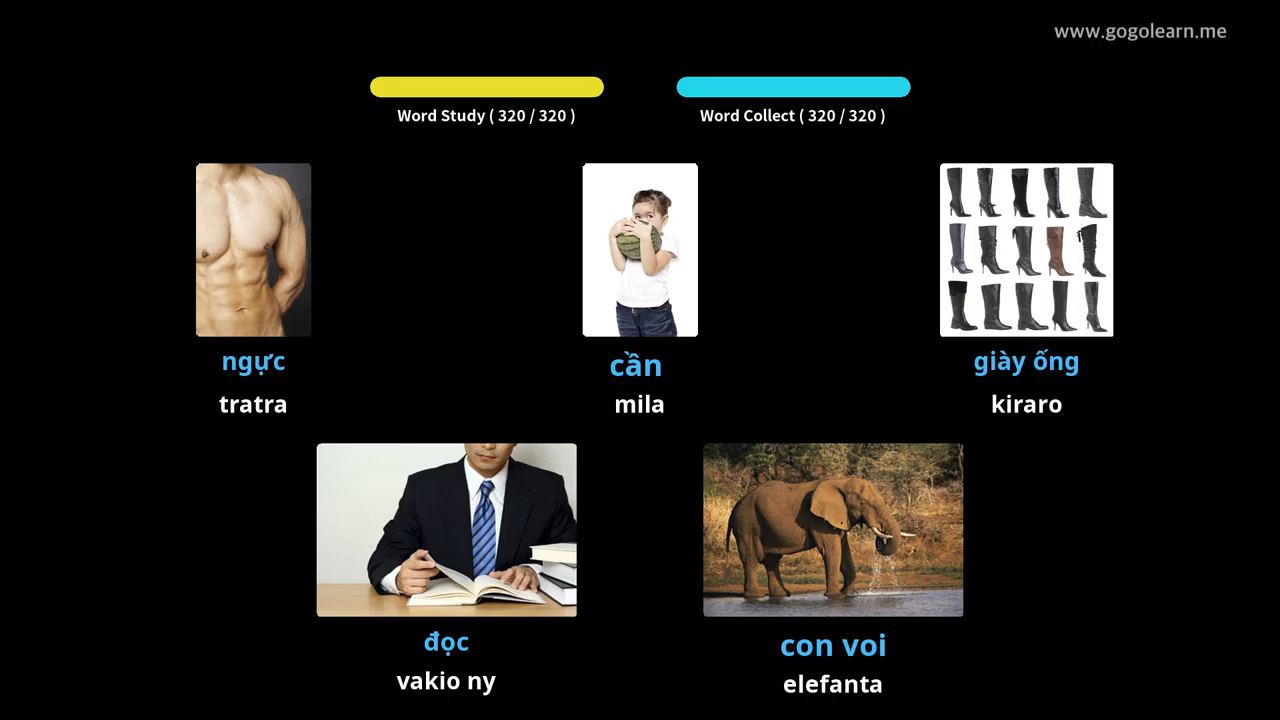 www.gogolearn.me
Word Study ( 320 / 320 )
Word Collect ( 320 / 320 )
ngực
cần
giày ống
tratra
mila
kiraro
đọc
con voi
vakio ny
elefanta